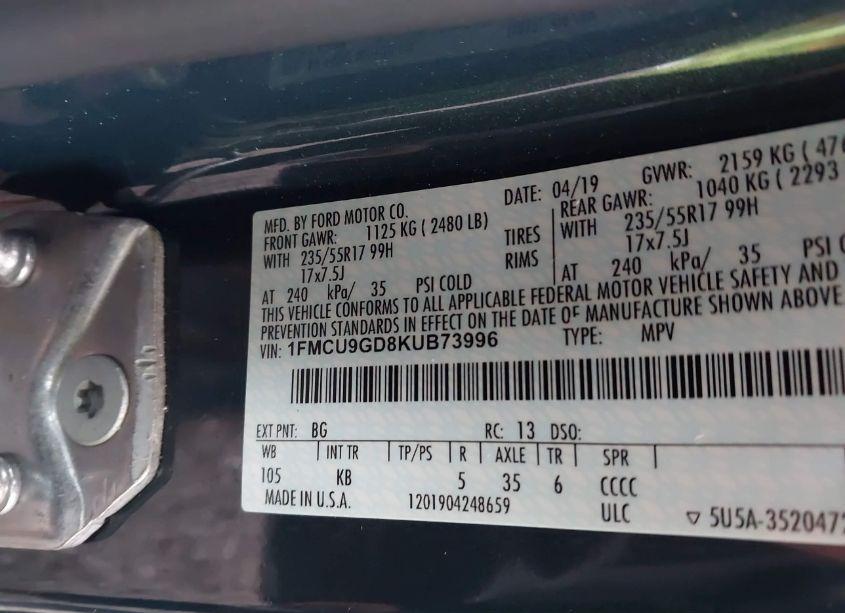 MFD. BY FORD MOTOR CO.
DATE: 04/19
GVWR: 2159 KG ( 476
FRONT GAWR: 1125 KG ( 2480 LB)
REAR GAWR: 1040 KG ( 2293
WITH 235/55R17 99H
TIRES
WITH 235/55R17 99H
17x7.5J
RIMS
17x7.5J
AT 240 kPa/ 35 PSI COLD
AT 240 kPa/ 35 PSI C
THIS VEHICLE CONFORMS TO ALL APPLICABLE FEDERAL MOTOR VEHICLE SAFETY AND
PREVENTION STANDARDS IN EFFECT ON THE DATE OF MANUFACTURE SHOWN ABOVE
VIN: 1FMCU9GD8KUB73996 TYPE: MPV
EXT PNT: BG RC: 13 DSO:
WB INT TR TP/PS R AXLE TR SPR
105 KB 5 35 6 CCCC
MADE IN U.S.A. 1201904248659 ULC ▽ 5U5A-3520472